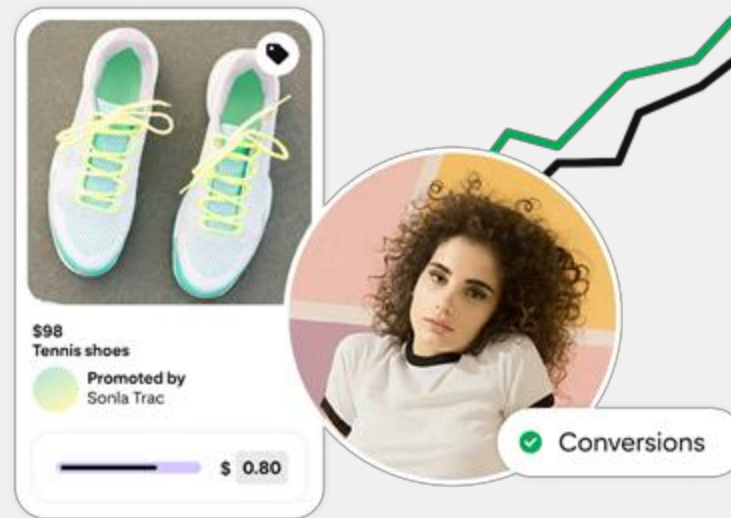 $98
Tennis shoes
Promoted by
Sonla Trac
$ 0.80
Conversions